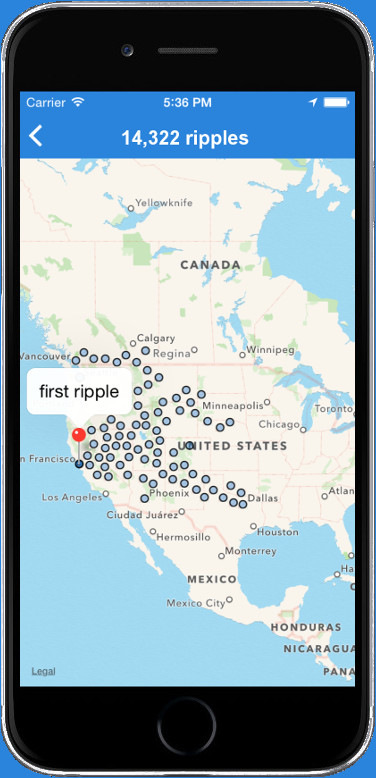 Carrier 5:36 PM
14,322 ripples
Yellowknife
CANADA
Calgary
Vancouver Regina Winnipeg
first ripple
Minneapolis Toronto
Chicago
UNITED STATES
n Francisco
Los Angeles Phoenix Dallas Atlan
Ciudad Juárez
Hermosillo Houston
Monterrey
Ha
MEXICO
Mexico City
HONDURAS
NICARAGUA
PANA
Legal